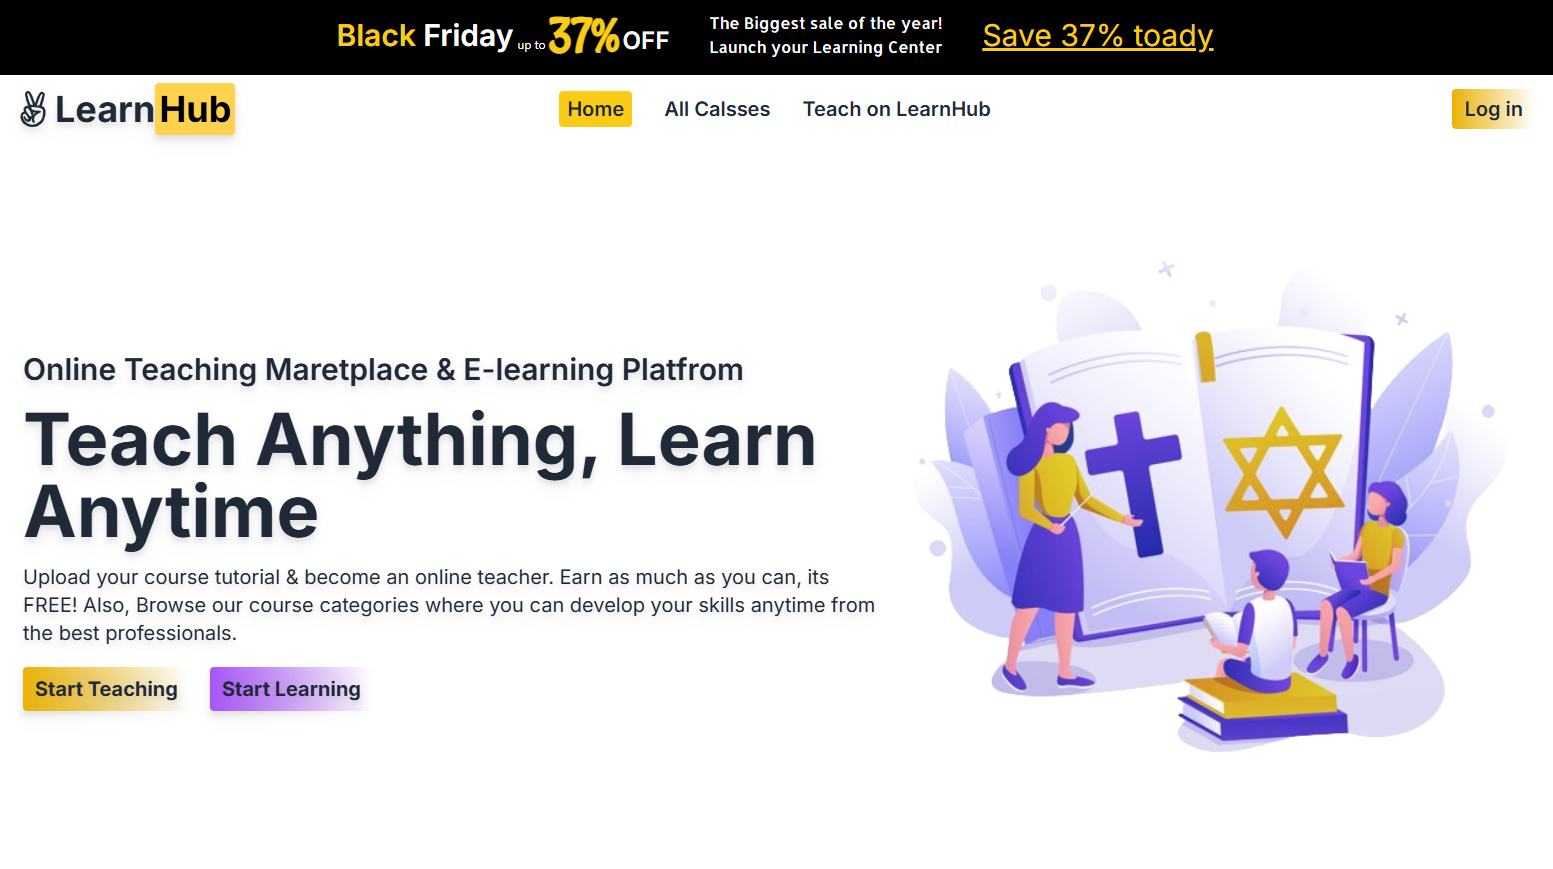 Black Friday up to 37% OFF
The Biggest sale of the year!
Launch your Learning Center
Save 37% toady
LearnHub
Home
All Calsses
Teach on LearnHub
Log in
Online Teaching Maretplace & E-learning Platfrom
Teach Anything, Learn
Anytime
Upload your course tutorial & become an online teacher. Earn as much as you can, its
FREE! Also, Browse our course categories where you can develop your skills anytime from
the best professionals.
Start Teaching
Start Learning